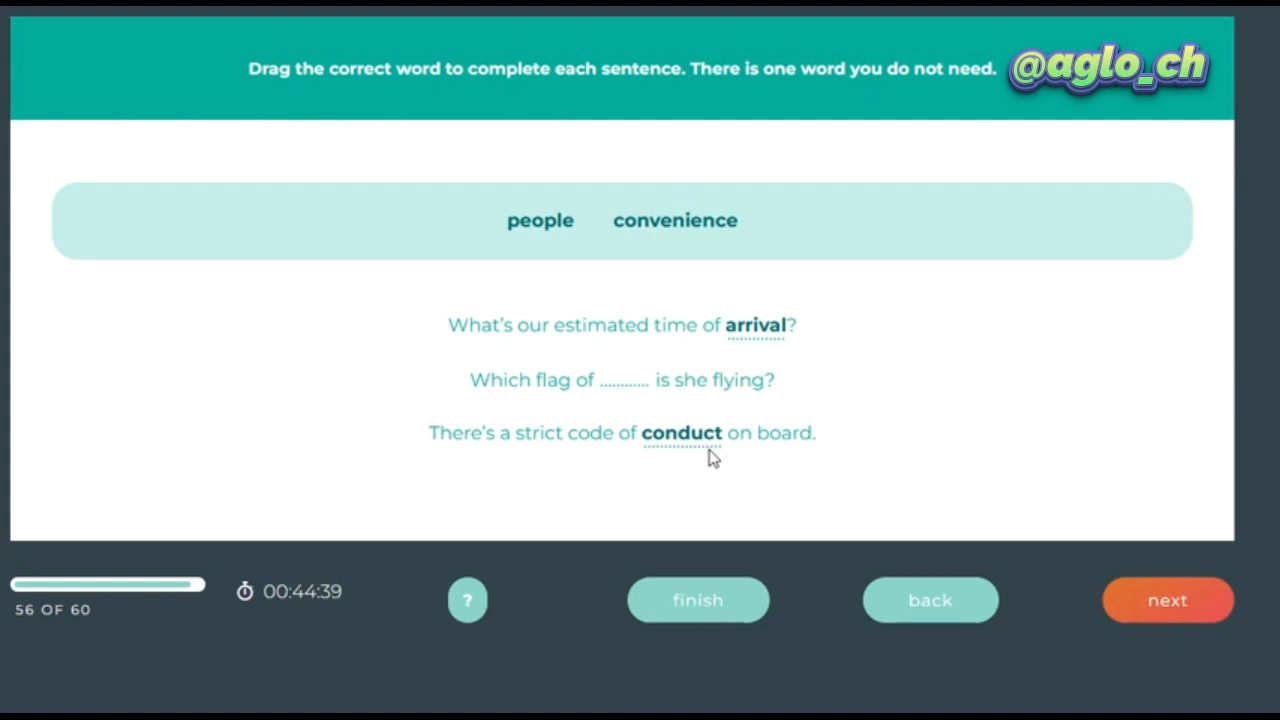 Drag the correct word to complete each sentence. There is one word you do not need.
@aglo_ch
people convenience
What's our estimated time of arrival?
Which flag of ............ is she flying?
There's a strict code of conduct on board.
56 OF 60
00:44:39
?
finish
back
next